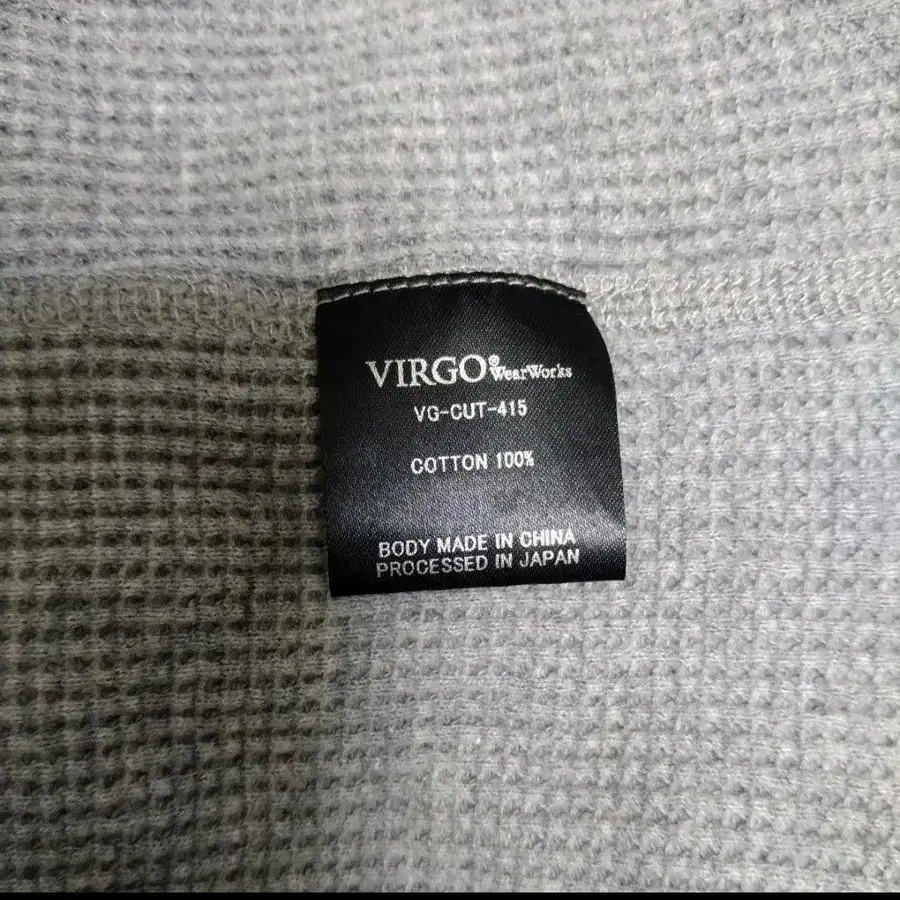 VIRGO® WearWorks
VG-CUT-415
COTTON 100%
BODY MADE IN CHINA
PROCESSED IN JAPAN